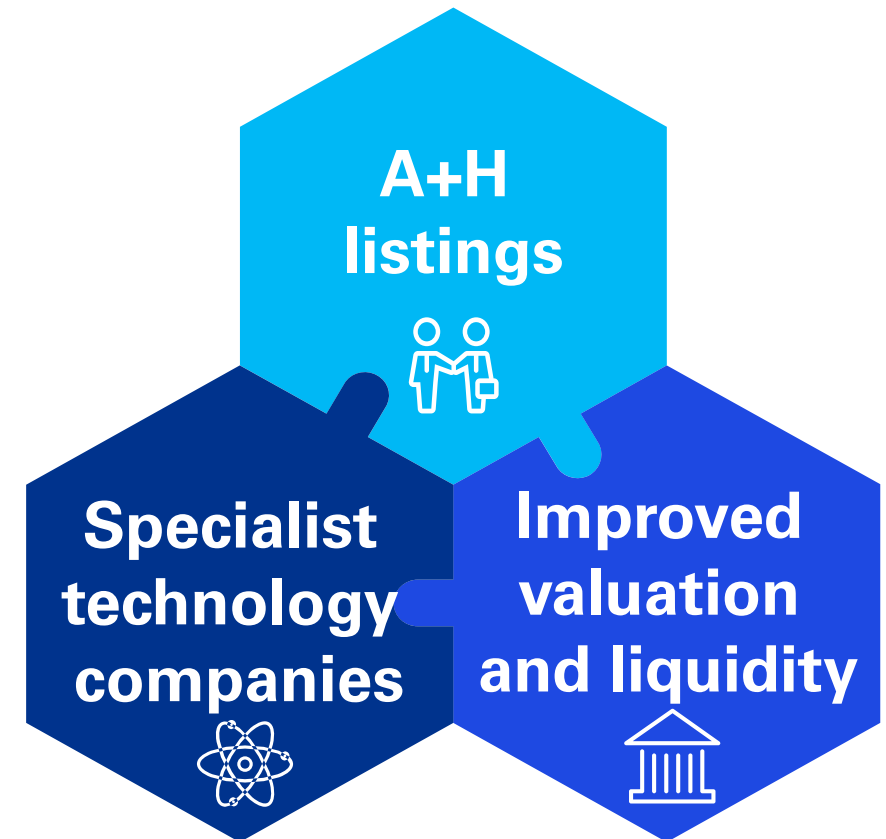 A+H
listings
Specialist
technology
companies
Improved
valuation
and liquidity